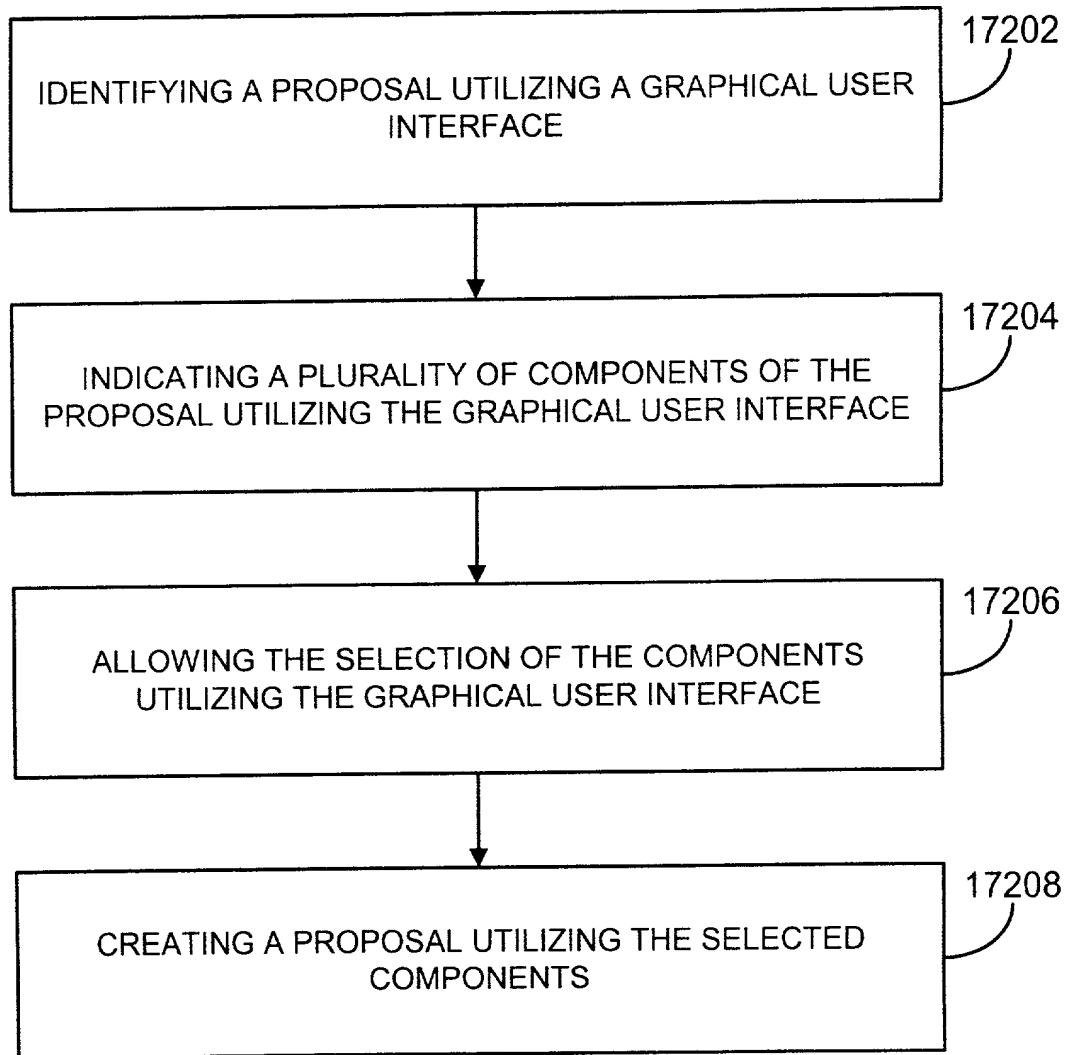 17202
IDENTIFYING A PROPOSAL UTILIZING A GRAPHICAL USER
INTERFACE
17204
INDICATING A PLURALITY OF COMPONENTS OF THE
PROPOSAL UTILIZING THE GRAPHICAL USER INTERFACE
17206
ALLOWING THE SELECTION OF THE COMPONENTS
UTILIZING THE GRAPHICAL USER INTERFACE
17208
CREATING A PROPOSAL UTILIZING THE SELECTED
COMPONENTS